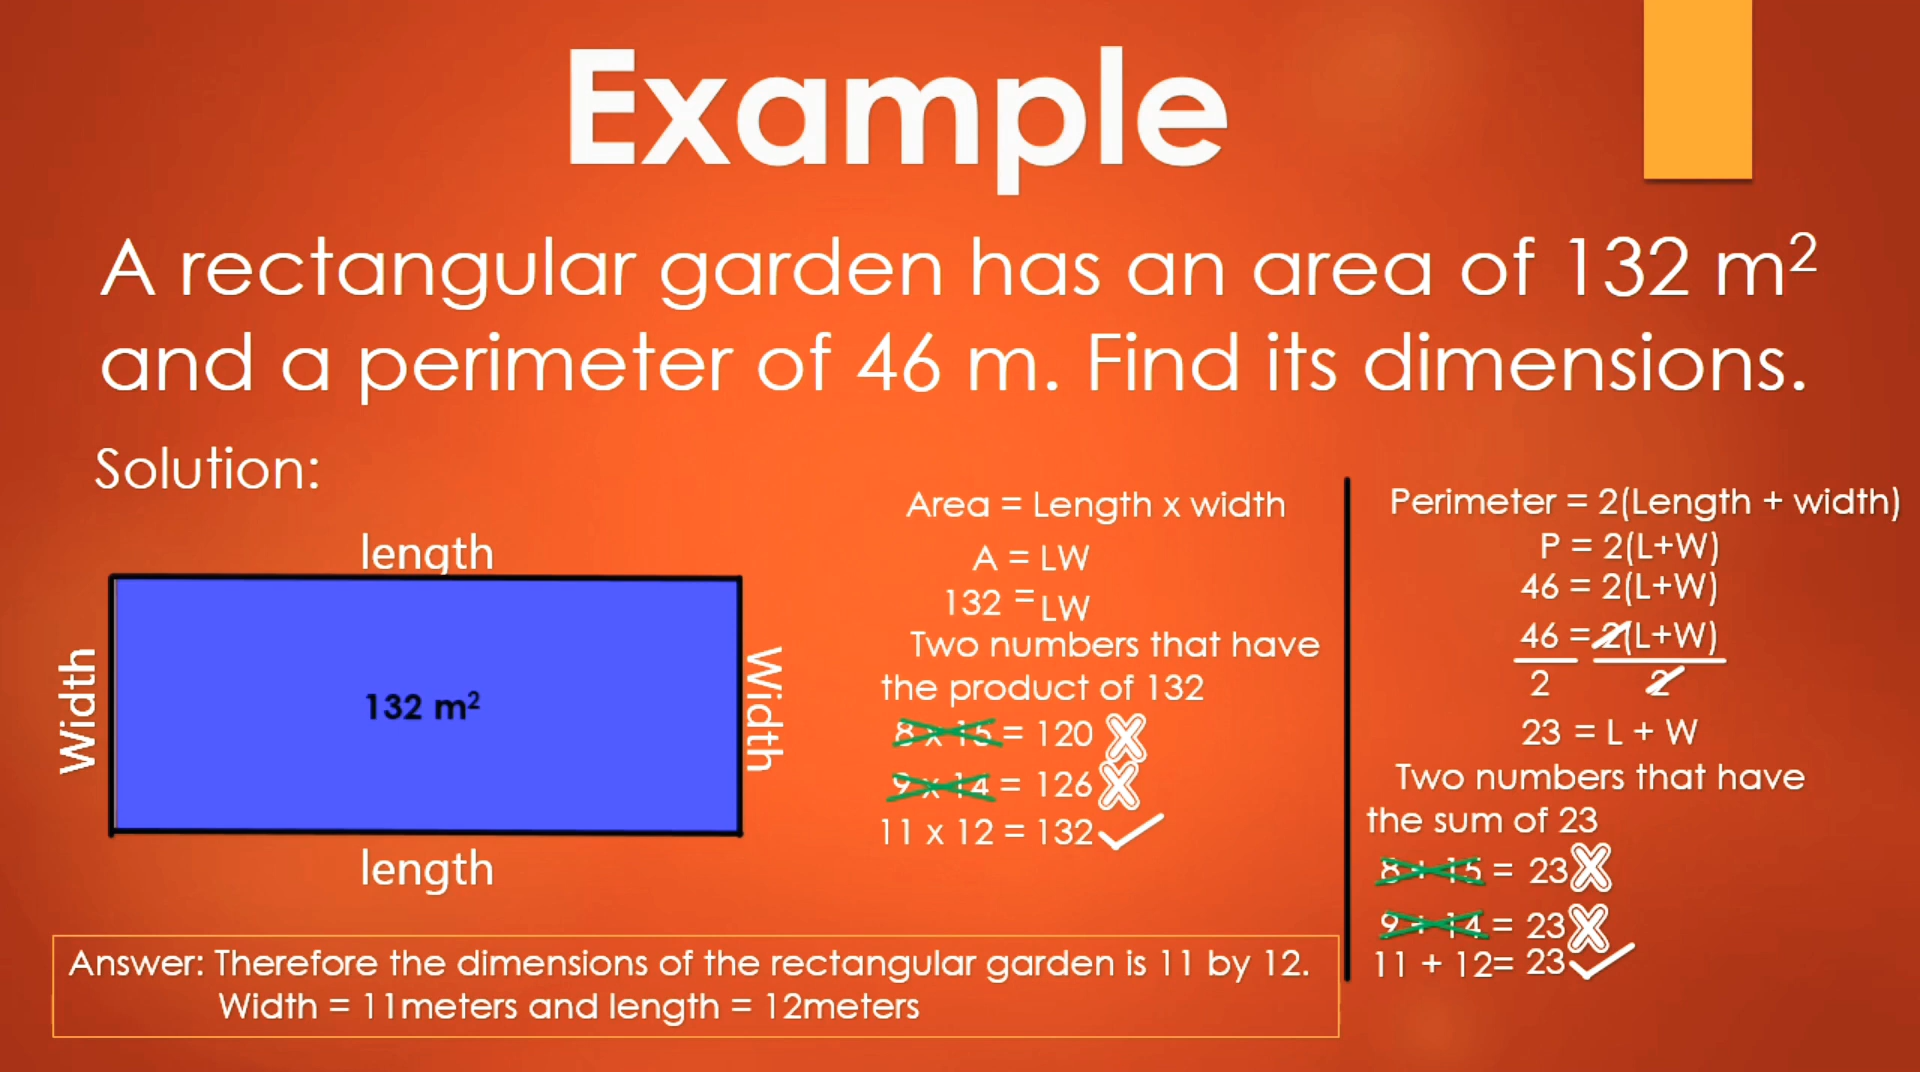 Example
A rectangular garden has an area of 132 m²
and a perimeter of 46 m. Find its dimensions.
Solution:
length
Width
132 m²
Width
length
Area = Length x width
A = LW
132 = LW
Two numbers that have
the product of 132
8 x 15 = 120
9 x 14 = 126
11 x 12 = 132
Perimeter = 2(Length + width)
P = 2(L+W)
46 = 2(L+W)
46 = 2(L+W)
2 2
23 = L + W
Two numbers that have
the sum of 23
8 + 15 = 23
9 + 14 = 23
11 + 12= 23
Answer: Therefore the dimensions of the rectangular garden is 11 by 12.
Width = 11meters and length = 12meters